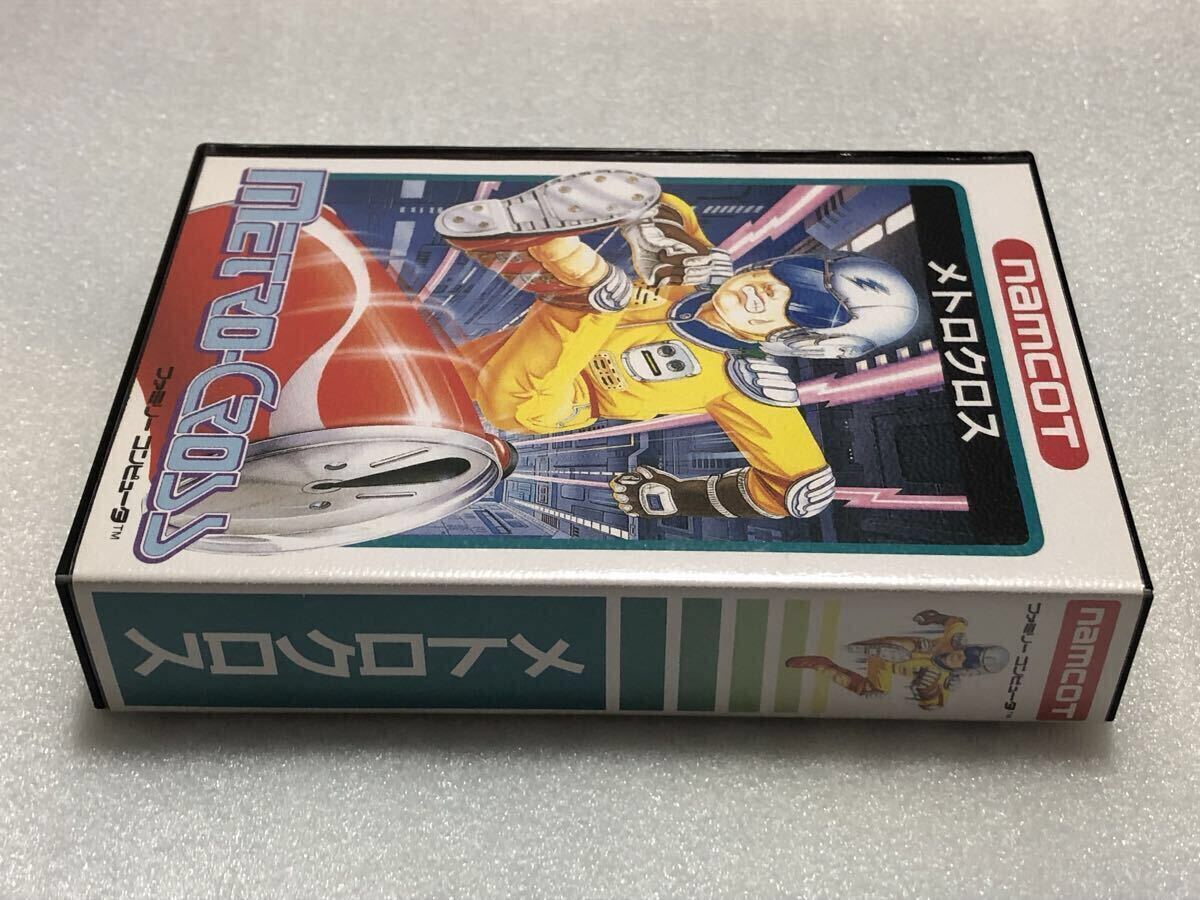 namcot
メトロクロス
METRO-CROSS
ファミリーコンピュータ™
namcot
ファミリーコンピュータ™
メトロクロス